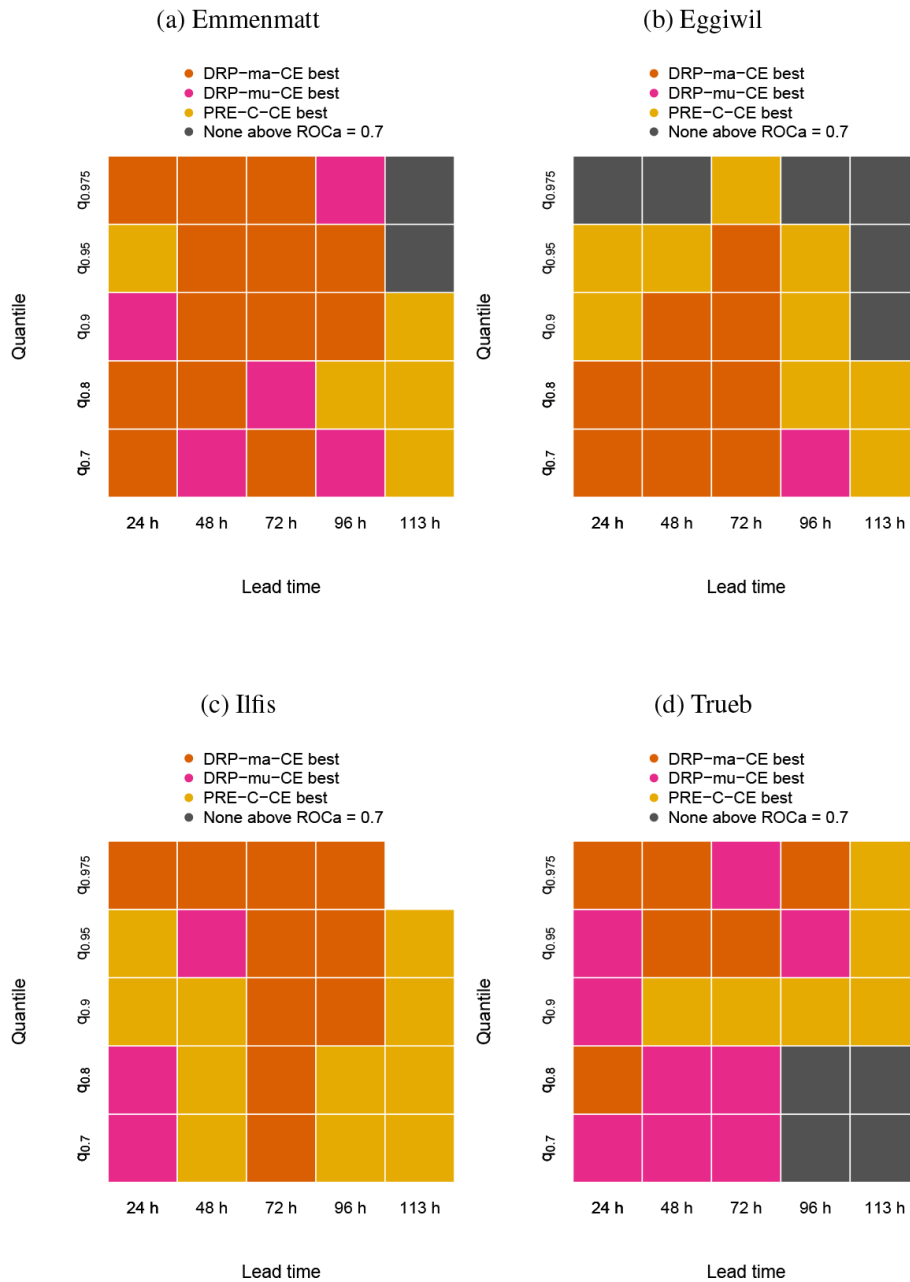 (a) Emmenmatt
DRP−ma−CE best
DRP−mu−CE best
PRE−C−CE best
None above ROCa = 0.7
Quantile
q0.975
q0.95
q0.9
q0.8
q0.7
24 h 48 h 72 h 96 h 113 h
Lead time
(b) Eggiwil
DRP−ma−CE best
DRP−mu−CE best
PRE−C−CE best
None above ROCa = 0.7
Quantile
q0.975
q0.95
q0.9
q0.8
q0.7
24 h 48 h 72 h 96 h 113 h
Lead time
(c) Ilfis
DRP−ma−CE best
DRP−mu−CE best
PRE−C−CE best
None above ROCa = 0.7
Quantile
q0.975
q0.95
q0.9
q0.8
q0.7
24 h 48 h 72 h 96 h 113 h
Lead time
(d) Trueb
DRP−ma−CE best
DRP−mu−CE best
PRE−C−CE best
None above ROCa = 0.7
Quantile
q0.975
q0.95
q0.9
q0.8
q0.7
24 h 48 h 72 h 96 h 113 h
Lead time